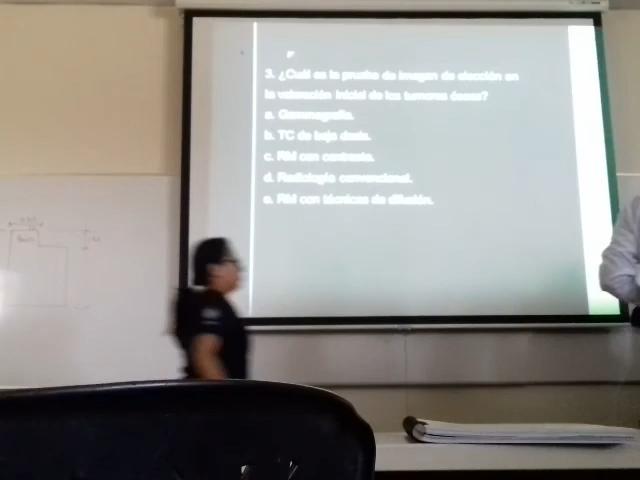 3. ¿Cuál es la prueba de imagen de elección en
la valoración inicial de los tumores óseos?
a. Gammagrafía.
b. TC de baja dosis.
c. RM con contraste.
d. Radiología convencional.
e. RM con técnicas de difusión.